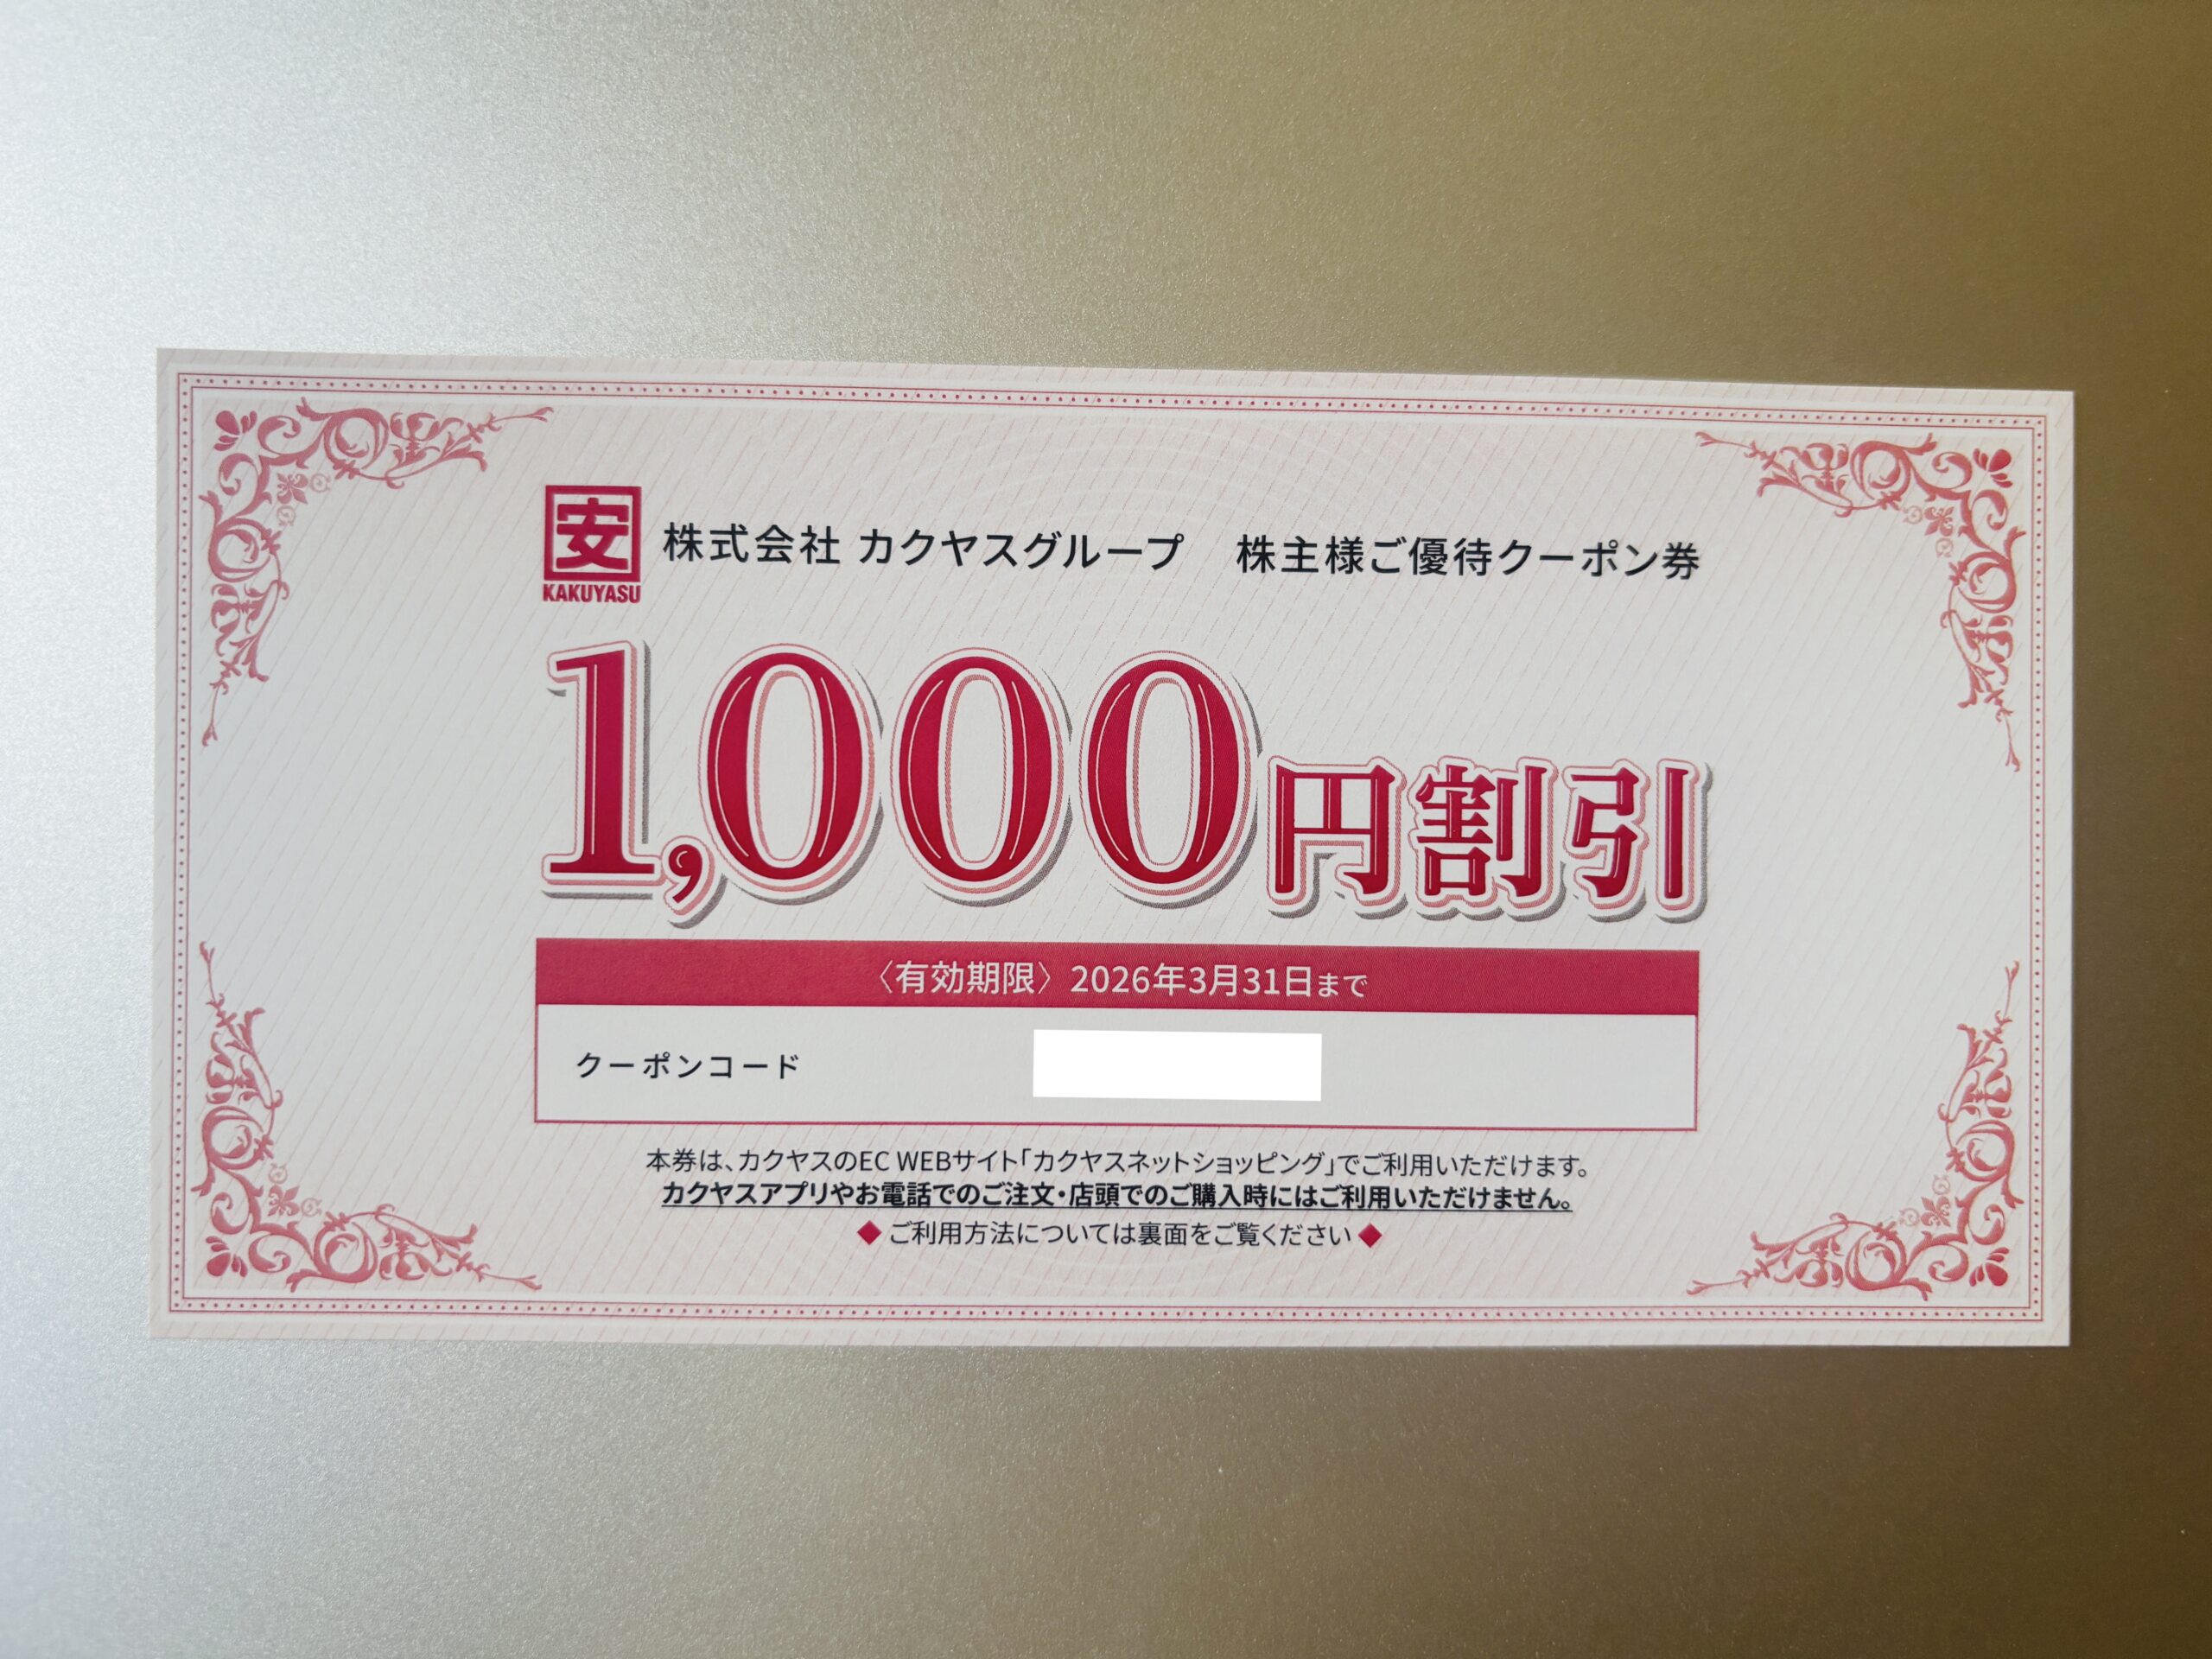 安
KAKUYASU
株式会社 カクヤスグループ 株主様ご優待クーポン券
1,000円割引
〈有効期限〉2026年3月31日まで
クーポンコード
本券は、カクヤスのEC WEBサイト「カクヤスネットショッピング」でご利用いただけます。
カクヤスアプリやお電話でのご注文・店頭でのご購入時にはご利用いただけません。
◆ご利用方法については裏面をご覧ください◆